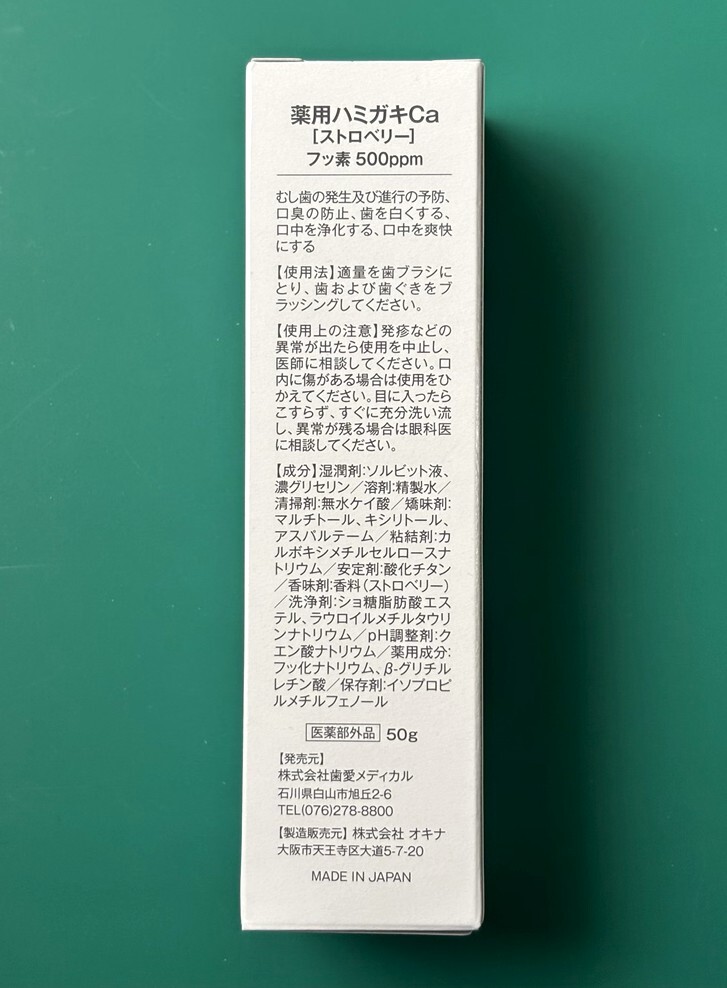 薬用ハミガキCa
[ストロベリー]
フッ素 500ppm
むし歯の発生及び進行の予防、
口臭の防止、歯を白くする、
口中を浄化する、口中を爽快
にする
【使用法】適量を歯ブラシに
とり、歯および歯ぐきをブ
ラッシングしてください。
【使用上の注意】発疹などの
異常が出たら使用を中止し、
医師に相談してください。口
内に傷がある場合は使用をひ
かえてください。目に入ったら
こすらず、すぐに充分洗い流
し、異常が残る場合は眼科医
に相談してください。
【成分】湿潤剤:ソルビット液、
濃グリセリン／溶剤:精製水／
清掃剤:無水ケイ酸／矯味剤:
マルチトール、キシリトール、
アスパルテーム／粘結剤:カ
ルボキシメチルセルロースナ
トリウム／安定剤:酸化チタン
／香味剤:香料（ストロベリー）
／洗浄剤:ショ糖脂肪酸エス
テル、ラウロイルメチルタウリ
ンナトリウム／pH調整剤:ク
エン酸ナトリウム／薬用成分:
フッ化ナトリウム、β-グリチル
レチン酸／保存剤:イソプロピ
ルメチルフェノール
医薬部外品 50g
【発売元】
株式会社歯愛メディカル
石川県白山市旭丘2-6
TEL(076)278-8800
【製造販売元】株式会社 オキナ
大阪市天王寺区大道5-7-20
MADE IN JAPAN